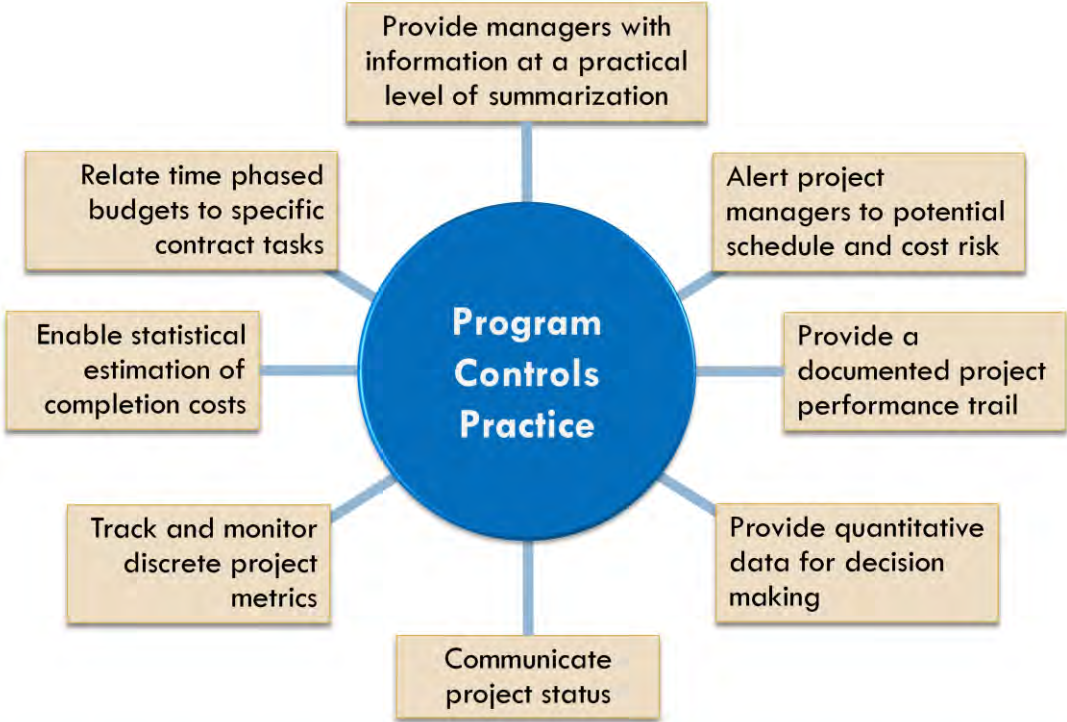 Provide managers with
information at a practical
level of summarization
Relate time phased
budgets to specific
contract tasks
Alert project
managers to potential
schedule and cost risk
Enable statistical
estimation of
completion costs
Program
Controls
Practice
Provide a
documented project
performance trail
Track and monitor
discrete project
metrics
Provide quantitative
data for decision
making
Communicate
project status